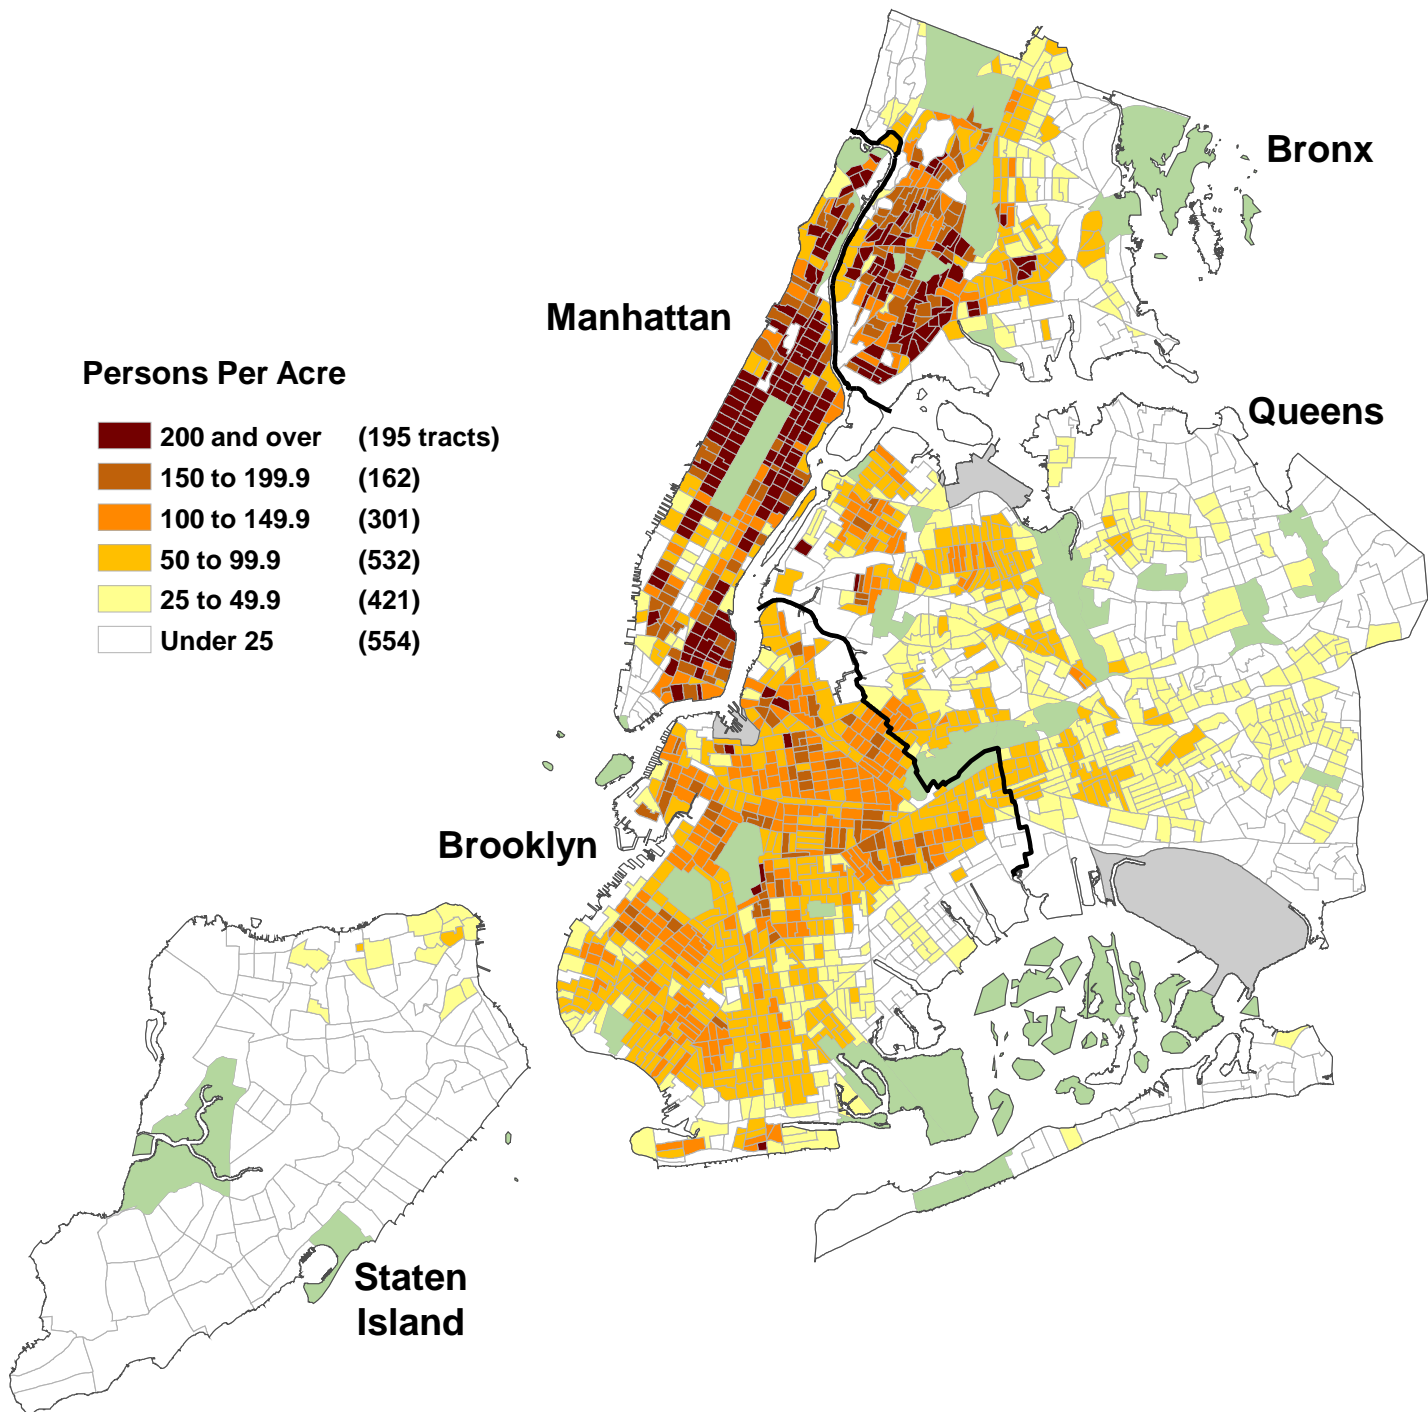 Bronx
Manhattan
Persons Per Acre
200 and over (195 tracts)
150 to 199.9 (162)
100 to 149.9 (301)
50 to 99.9 (532)
25 to 49.9 (421)
Under 25 (554)
Queens
Brooklyn
Staten
Island